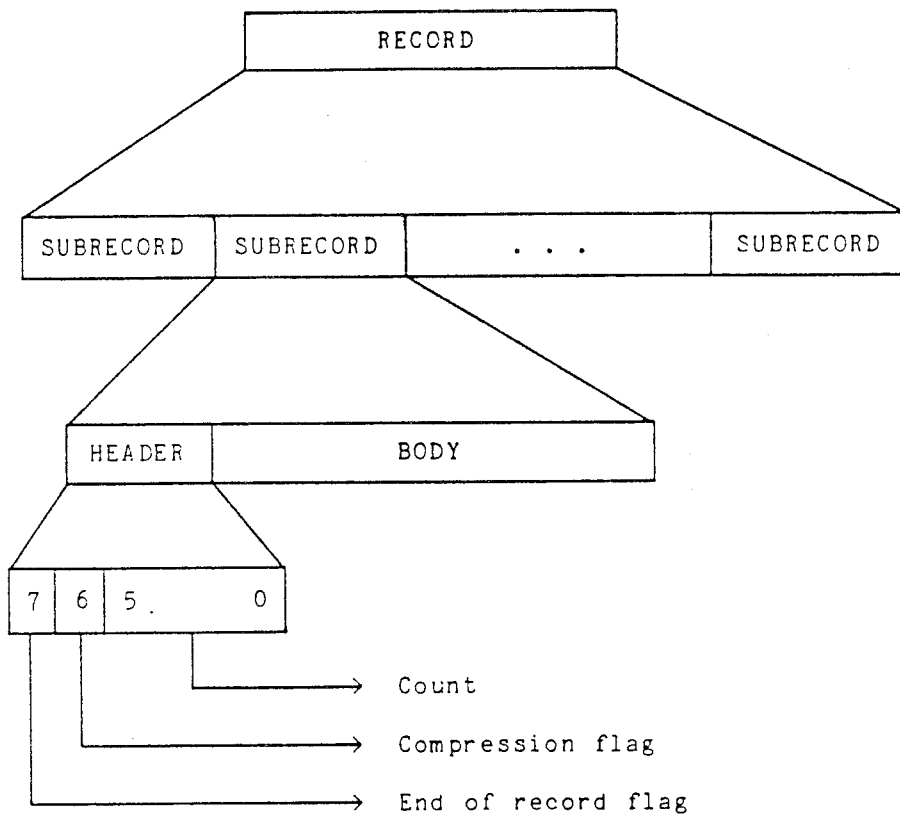 RECORD
SUBRECORD SUBRECORD . . . SUBRECORD
HEADER BODY
7 6 5 0
Count
Compression flag
End of record flag